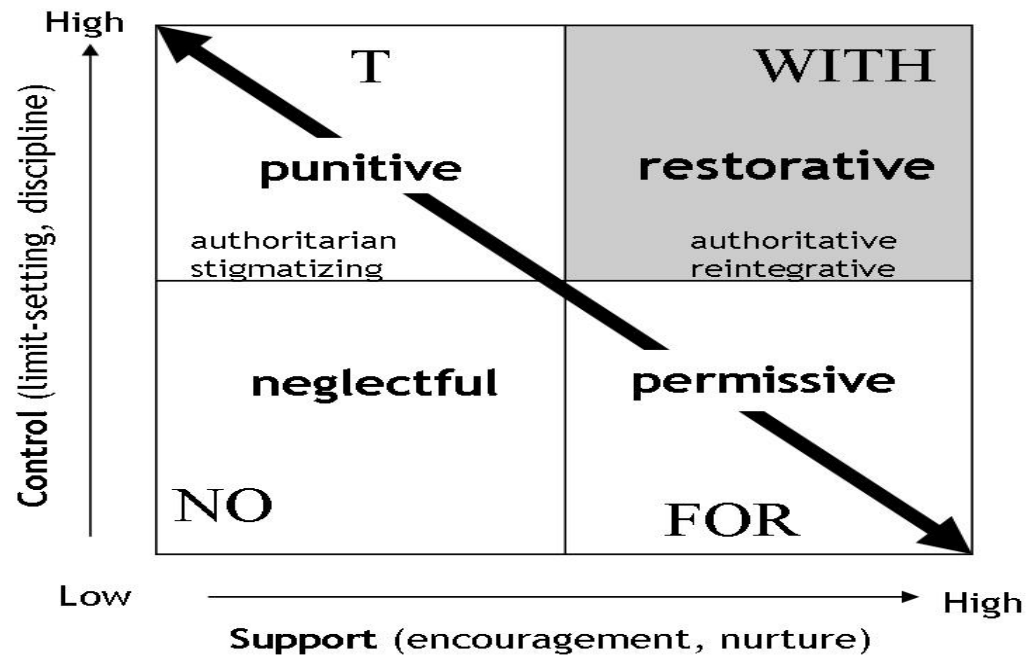 High
T
WITH
punitive
restorative
authoritarian
stigmatizing
authoritative
reintegrative
Control (limit-setting, discipline)
neglectful
permissive
NO
FOR
Low
High
Support (encouragement, nurture)